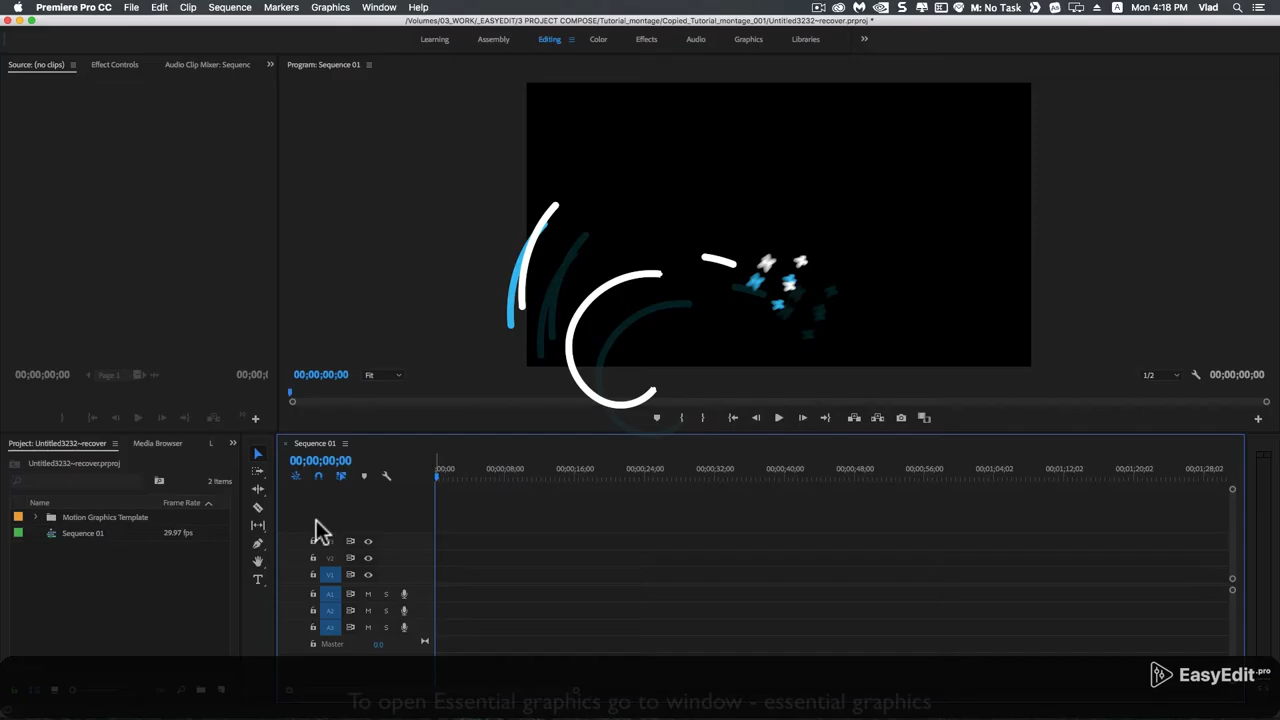 Premiere Pro CC File Edit Clip Sequence Markers Graphics Window Help M: No Task A Mon 4:18 PM Vlad
/Volumes/03_WORK/_EASYEDIT/3 PROJECT COMPOSE/Tutorial_montage/Copied_Tutorial_montage_001/Untitled3232~recover.prproj *
Learning Assembly Editing Color Effects Audio Graphics Libraries
Source: (no clips) Effect Controls Audio Clip Mixer: Sequenc Program: Sequence 01
00;00;00;00 Page 1 00;00;( 00;00;00;00 Fit 1/2 00;00;00;00
Project: Untitled3232~recover Media Browser L Sequence 01
Untitled3232~recover.prproj 00;00;00;00
;00;00 00;00;08;00 00;00;16;00 00;00;24;00 00;00;32;00 00;00;40;00 00;00;48;00 00;00;56;00 00;01;04;02 00;01;12;02 00;01;20;02 00;01;28;02
2 Items
Name Frame Rate
Motion Graphics Template
Sequence 01 29.97 fps
V2
V1
A1 M S
A2 M S
A3 M S
Master 0.0
EasyEdit.pro
To open Essential graphics go to window - essential graphics